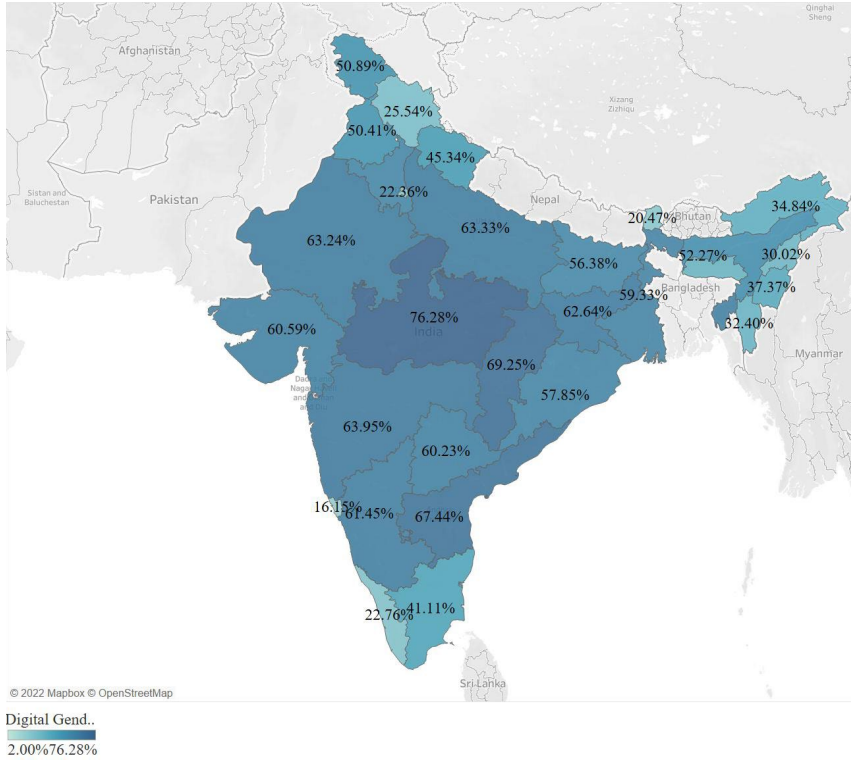 Qinghai
Sheng
Afghanistan
50.89%
Xizang
Zizhiqu
25.54%
50.41%
45.34%
Sistan and
Baluchestan
Pakistan
22.36%
Nepal
34.84%
20.47%
Bhutan
63.24%
63.33%
52.27%
30.02%
56.38%
Bangladesh
37.37%
59.33%
62.64%
76.28%
India
60.59%
32.40%
Myanmar
69.25%
57.85%
63.95%
60.23%
16.15%
61.45%
67.44%
22.76%
41.11%
Sri Lanka
© 2022 Mapbox © OpenStreetMap
Digital Gend..
2.00%
76.28%